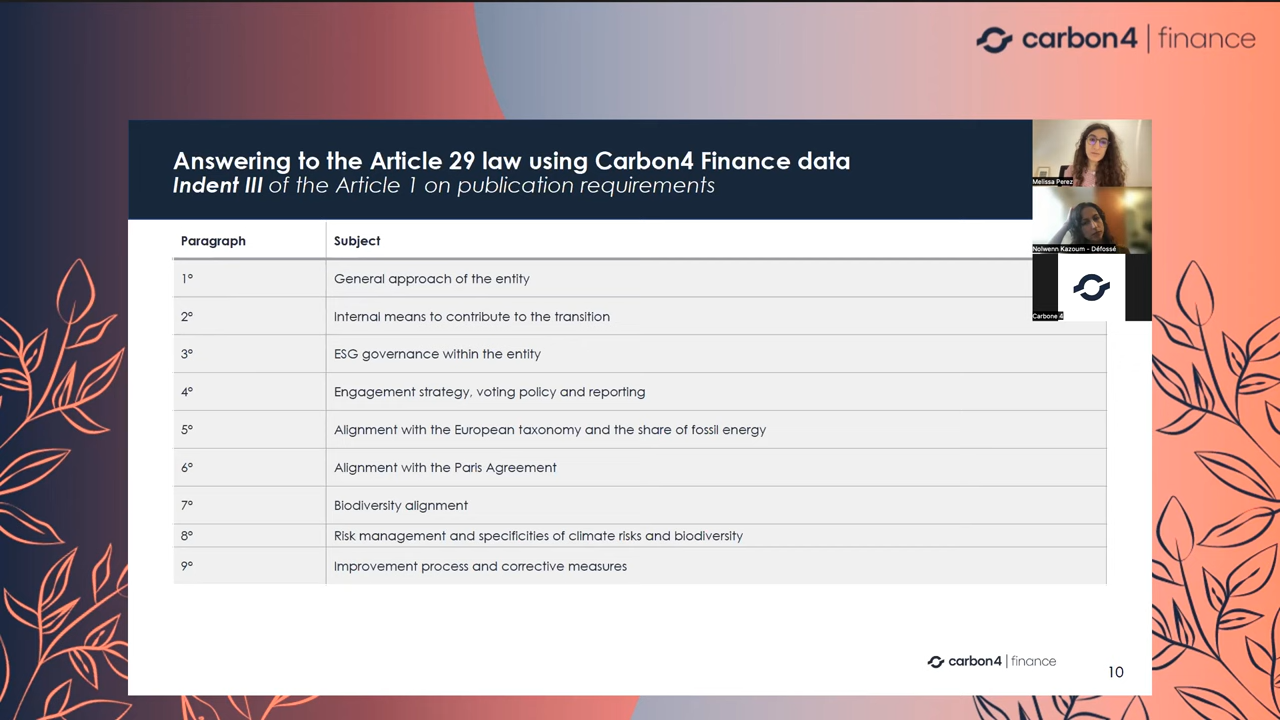 carbon4 | finance
Answering to the Article 29 law using Carbon4 Finance data
Indent III of the Article 1 on publication requirements
Melissa Perez
Nolwenn Kazoum - Défossé
Carbone 4
Paragraph Subject
1° General approach of the entity
2° Internal means to contribute to the transition
3° ESG governance within the entity
4° Engagement strategy, voting policy and reporting
5° Alignment with the European taxonomy and the share of fossil energy
6° Alignment with the Paris Agreement
7° Biodiversity alignment
8° Risk management and specificities of climate risks and biodiversity
9° Improvement process and corrective measures
carbon4 | finance
10